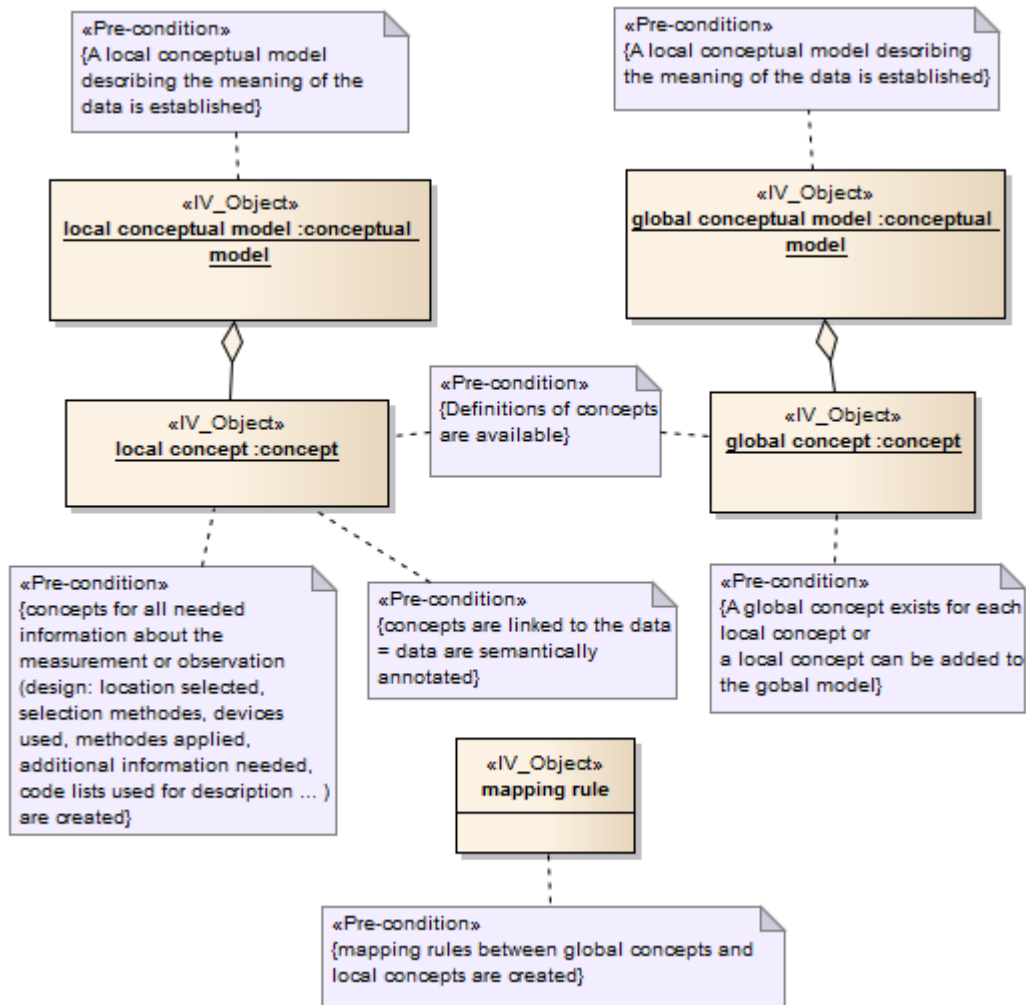 «Pre-condition»
{A local conceptual model
describing the meaning of the
data is established}
«Pre-condition»
{A local conceptual model describing
the meaning of the data is established}
«IV_Object»
local conceptual model :conceptual
model
«IV_Object»
global conceptual model :conceptual
model
«Pre-condition»
{Definitions of concepts
are available}
«IV_Object»
local concept :concept
«IV_Object»
global concept :concept
«Pre-condition»
{concepts for all needed
information about the
measurement or observation
(design: location selected,
selection methodes, devices
used, methodes applied,
additional information needed,
code lists used for description ... )
are created}
«Pre-condition»
{concepts are linked to the data
= data are semantically
annotated}
«Pre-condition»
{A global concept exists for each
local concept or
a local concept can be added to
the gobal model}
«IV_Object»
mapping rule
«Pre-condition»
{mapping rules between global concepts and
local concepts are created}